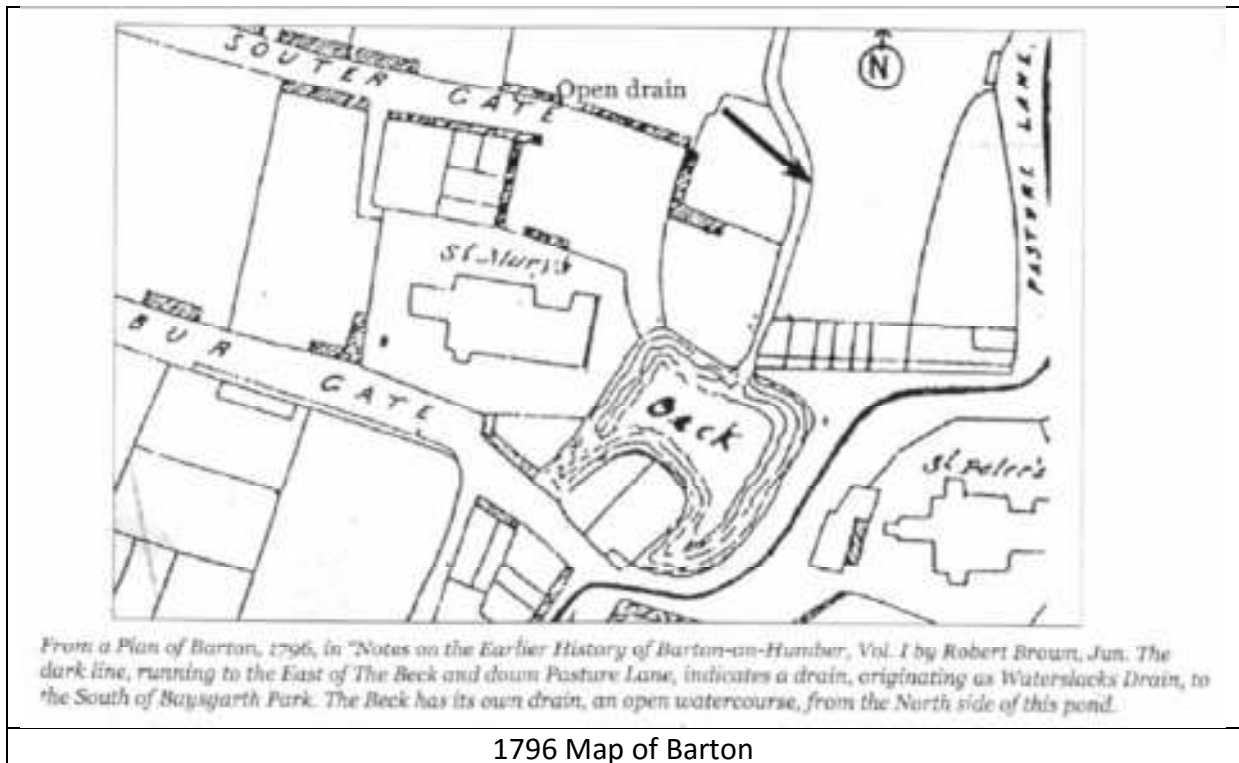 SOUTER GATE
Open drain
N
PASTURE LANE,
St Mary's
BUR GATE
Beck
St Peter's
From a Plan of Barton, 1796, in "Notes on the Earlier History of Barton-on-Humber, Vol. I by Robert Brown, Jun. The
dark line, running to the East of The Beck and down Pasture Lane, indicates a drain, originating as Waterslacks Drain, to
the South of Baysgarth Park. The Beck has its own drain, an open watercourse, from the North side of this pond.
1796 Map of Barton